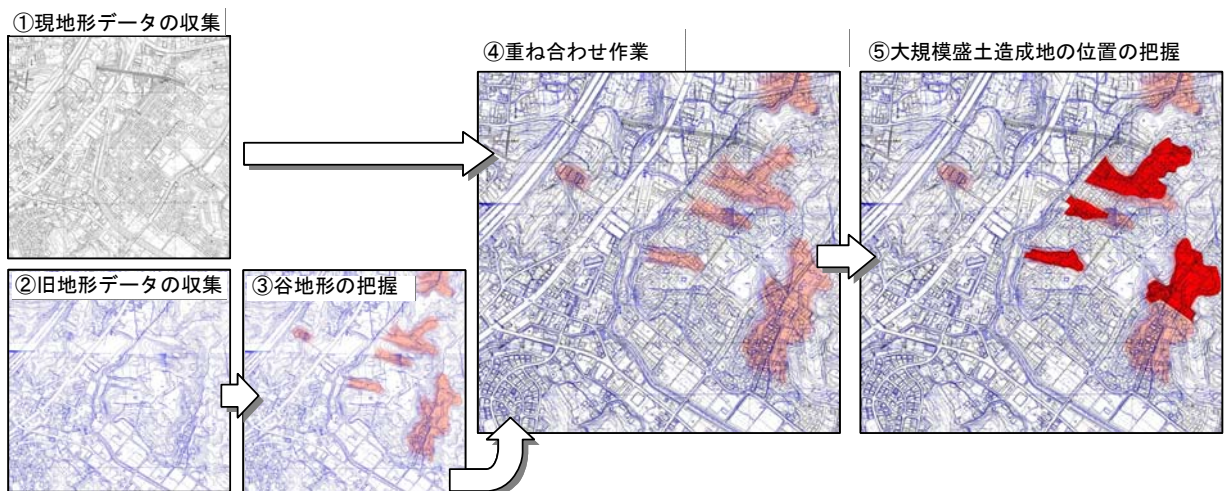 ①現地形データの収集
②旧地形データの収集
③谷地形の把握
④重ね合わせ作業
⑤大規模盛土造成地の位置の把握